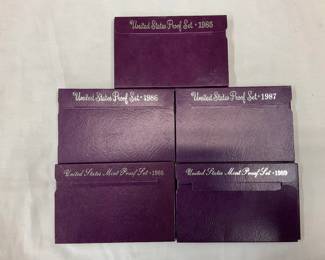 United States Proof Set · 1985
United States Proof Set · 1986
United States Proof Set · 1987
United States Mint Proof Set · 1988
United States Mint Proof Set · 1989